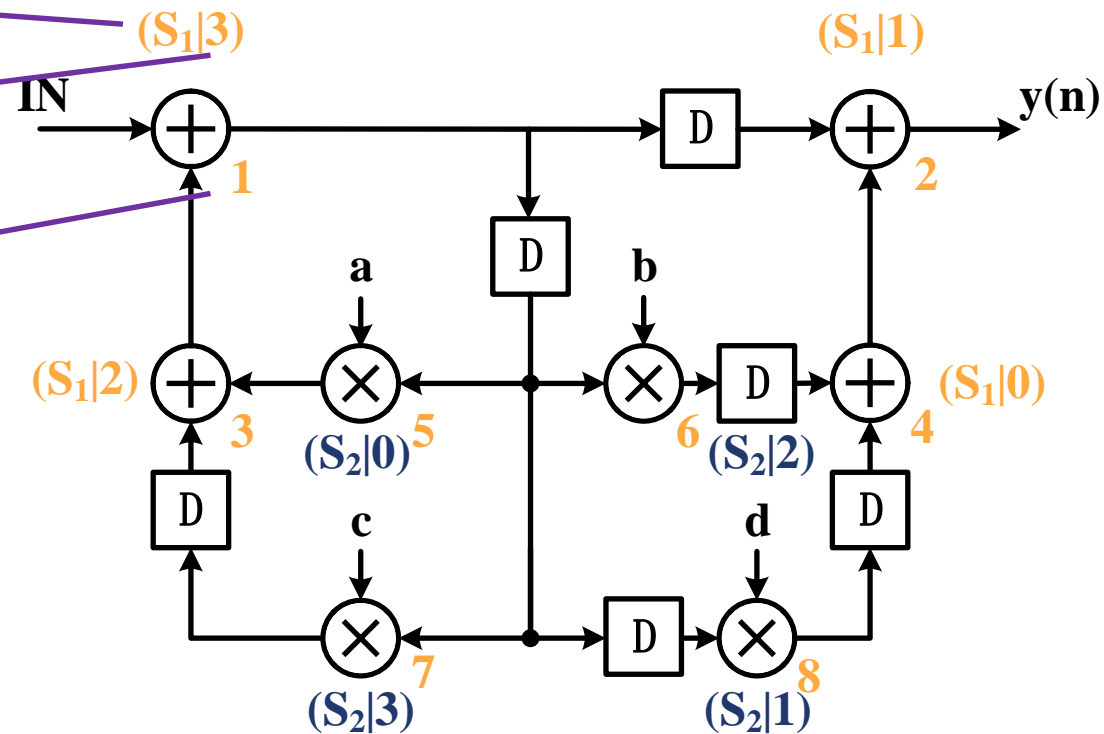 (S₁|3)
(S₁|1)
IN
y(n)
D
1
2
D
a
b
(S₁|2)
D
(S₁|0)
3
5
6
4
(S₂|0)
(S₂|2)
D
c
d
D
D
7
8
(S₂|3)
(S₂|1)